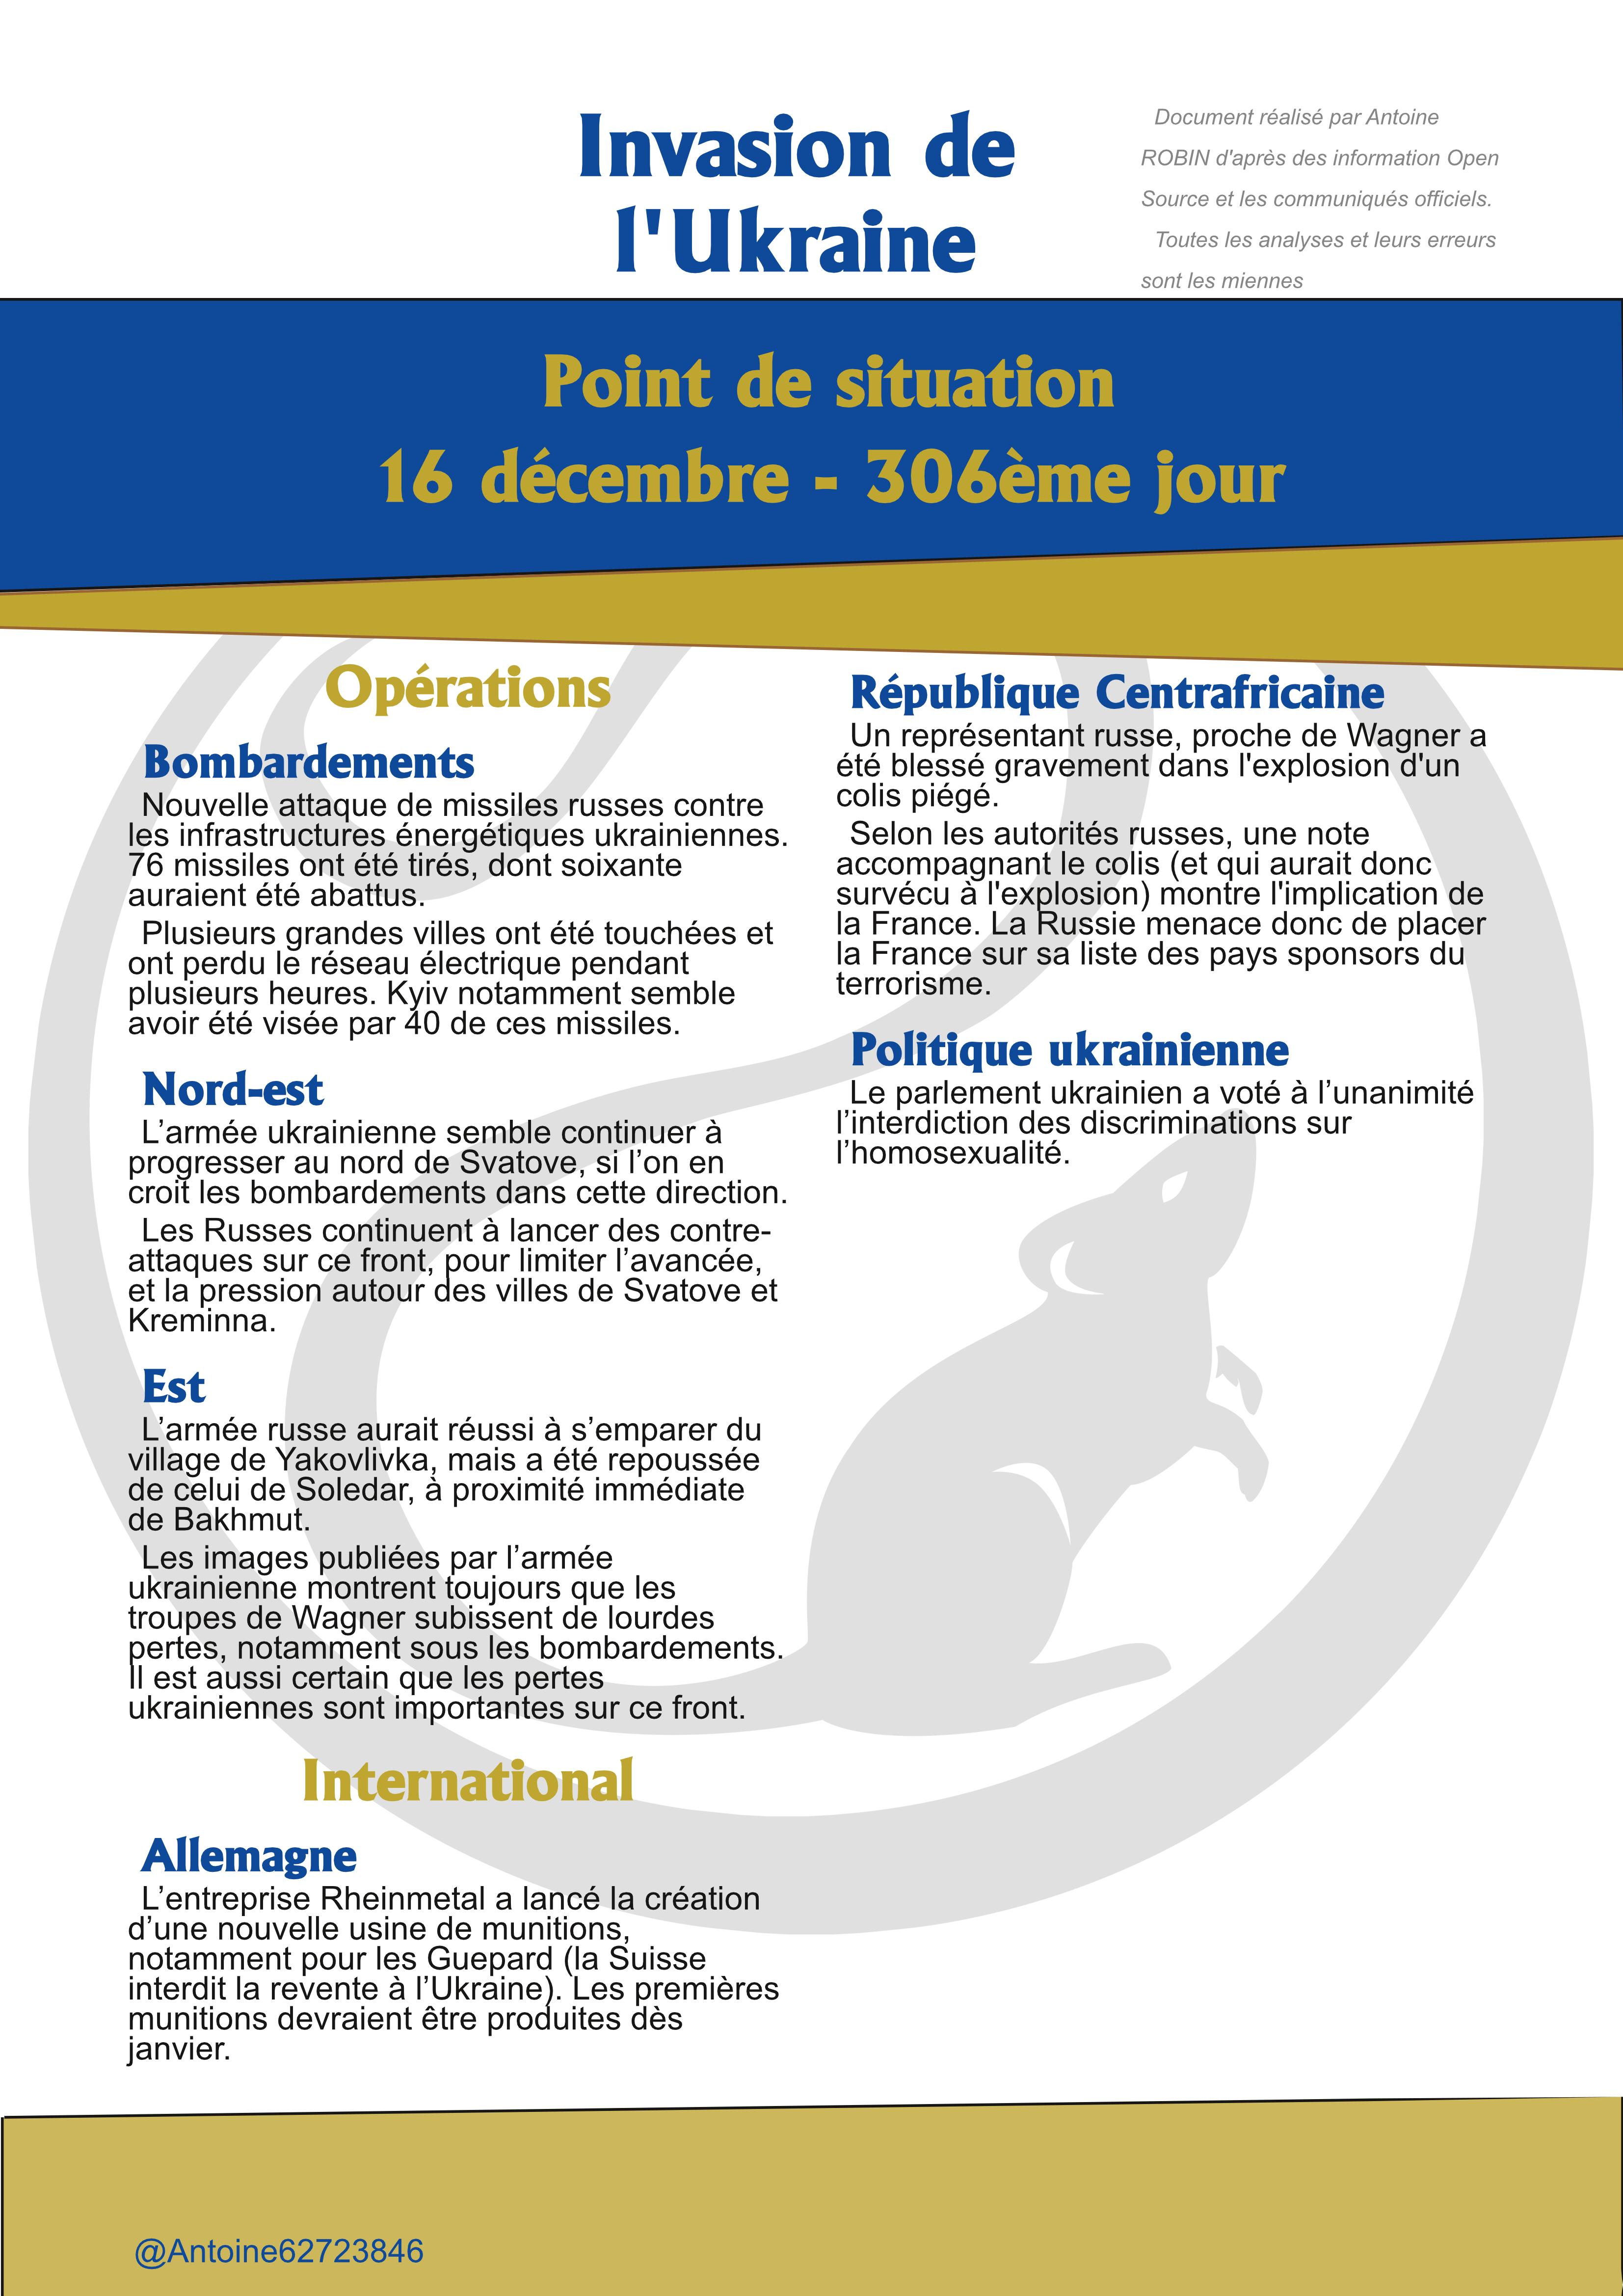 Invasion de
l'Ukraine
Document réalisé par Antoine
ROBIN d'après des information Open
Source et les communiqués officiels.
Toutes les analyses et leurs erreurs
sont les miennes
Point de situation
16 décembre - 306ème jour
Opérations
Bombardements
Nouvelle attaque de missiles russes contre
les infrastructures énergétiques ukrainiennes.
76 missiles ont été tirés, dont soixante
auraient été abattus.
Plusieurs grandes villes ont été touchées et
ont perdu le réseau électrique pendant
plusieurs heures. Kyiv notamment semble
avoir été visée par 40 de ces missiles.
Nord-est
L’armée ukrainienne semble continuer à
progresser au nord de Svatove, si l’on en
croit les bombardements dans cette direction.
Les Russes continuent à lancer des contre-
attaques sur ce front, pour limiter l’avancée,
et la pression autour des villes de Svatove et
Kreminna.
Est
L’armée russe aurait réussi à s’emparer du
village de Yakovlivka, mais a été repoussée
de celui de Soledar, à proximité immédiate
de Bakhmut.
Les images publiées par l’armée
ukrainienne montrent toujours que les
troupes de Wagner subissent de lourdes
pertes, notamment sous les bombardements.
Il est aussi certain que les pertes
ukrainiennes sont importantes sur ce front.
International
Allemagne
L’entreprise Rheinmetal a lancé la création
d’une nouvelle usine de munitions,
notamment pour les Guepard (la Suisse
interdit la revente à l’Ukraine). Les premières
munitions devraient être produites dès
janvier.
République Centrafricaine
Un représentant russe, proche de Wagner a
été blessé gravement dans l'explosion d'un
colis piégé.
Selon les autorités russes, une note
accompagnant le colis (et qui aurait donc
survécu à l'explosion) montre l'implication de
la France. La Russie menace donc de placer
la France sur sa liste des pays sponsors du
terrorisme.
Politique ukrainienne
Le parlement ukrainien a voté à l’unanimité
l’interdiction des discriminations sur
l’homosexualité.
@Antoine62723846